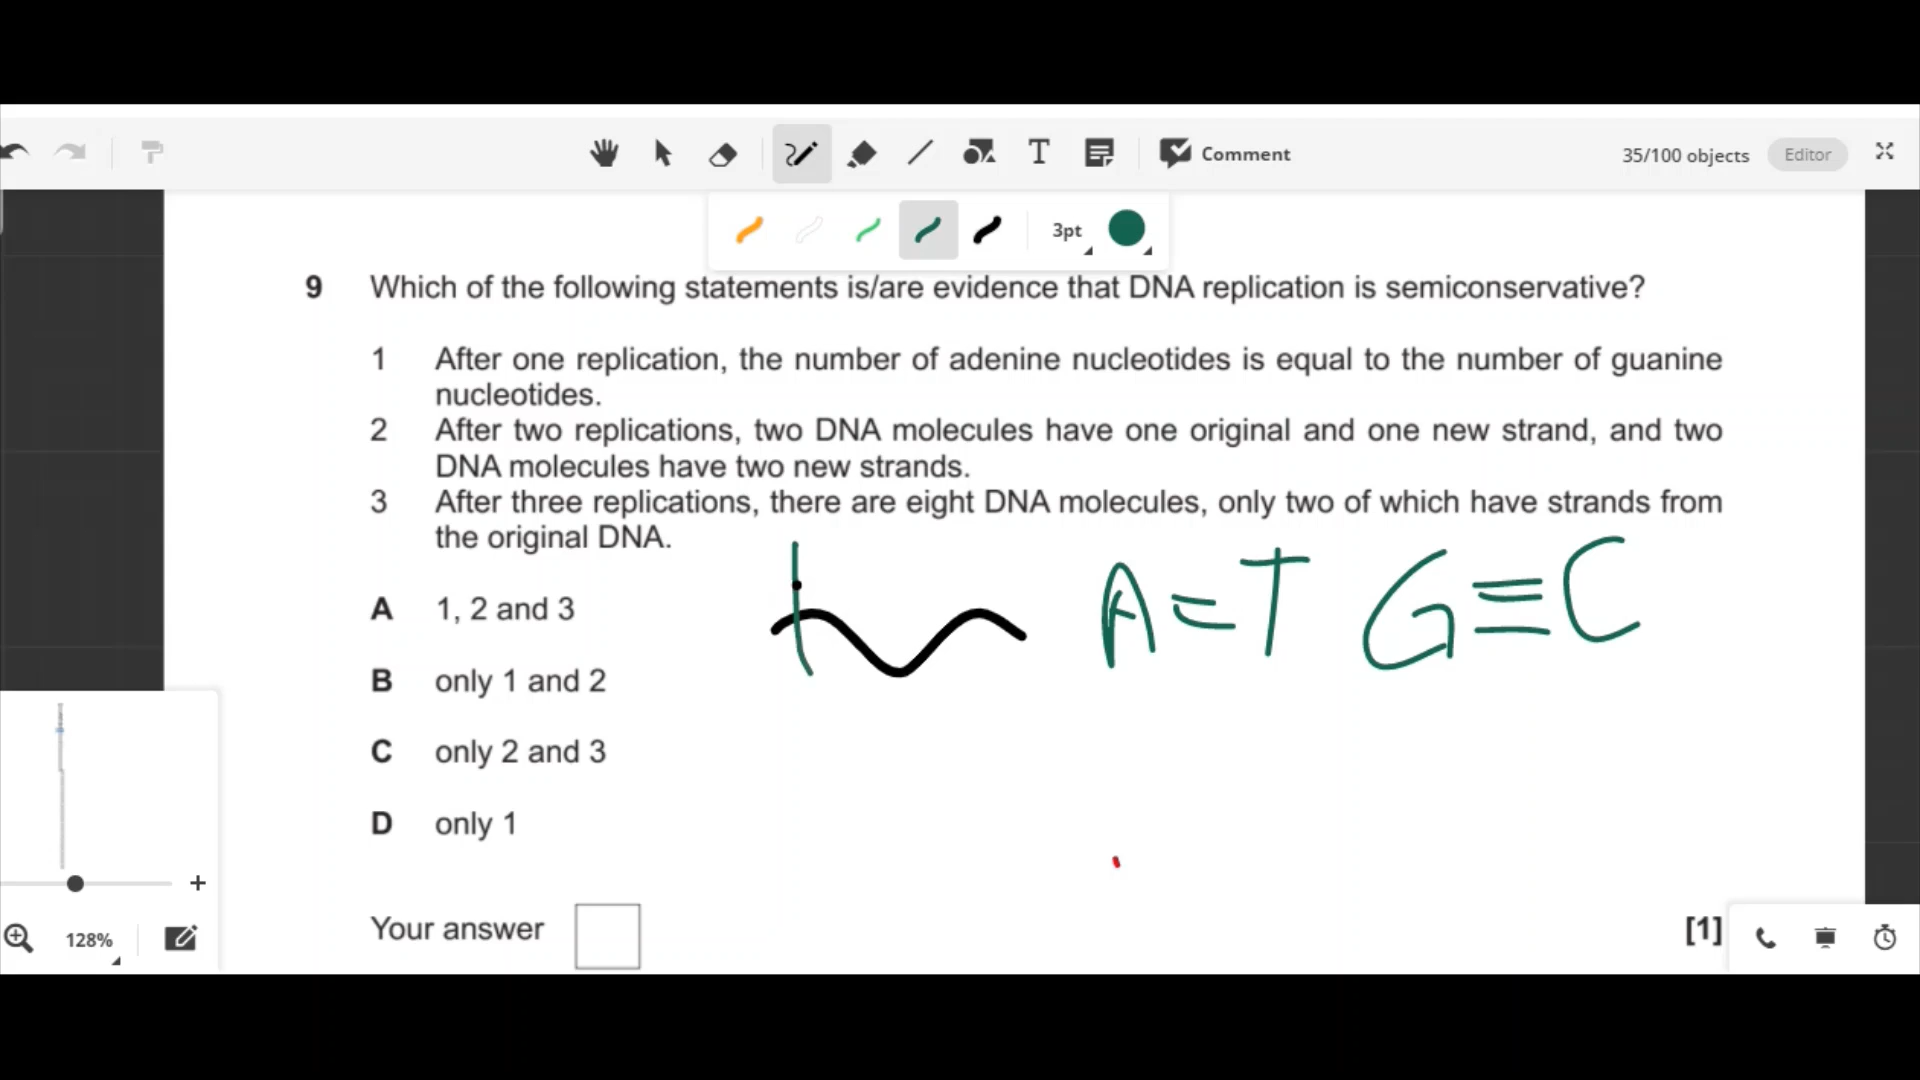 Comment
35/100 objects
Editor
3pt
9 Which of the following statements is/are evidence that DNA replication is semiconservative?
1 After one replication, the number of adenine nucleotides is equal to the number of guanine
nucleotides.
2 After two replications, two DNA molecules have one original and one new strand, and two
DNA molecules have two new strands.
3 After three replications, there are eight DNA molecules, only two of which have strands from
the original DNA.
A=T G≡C
A 1, 2 and 3
B only 1 and 2
C only 2 and 3
D only 1
Your answer
[1]
128%